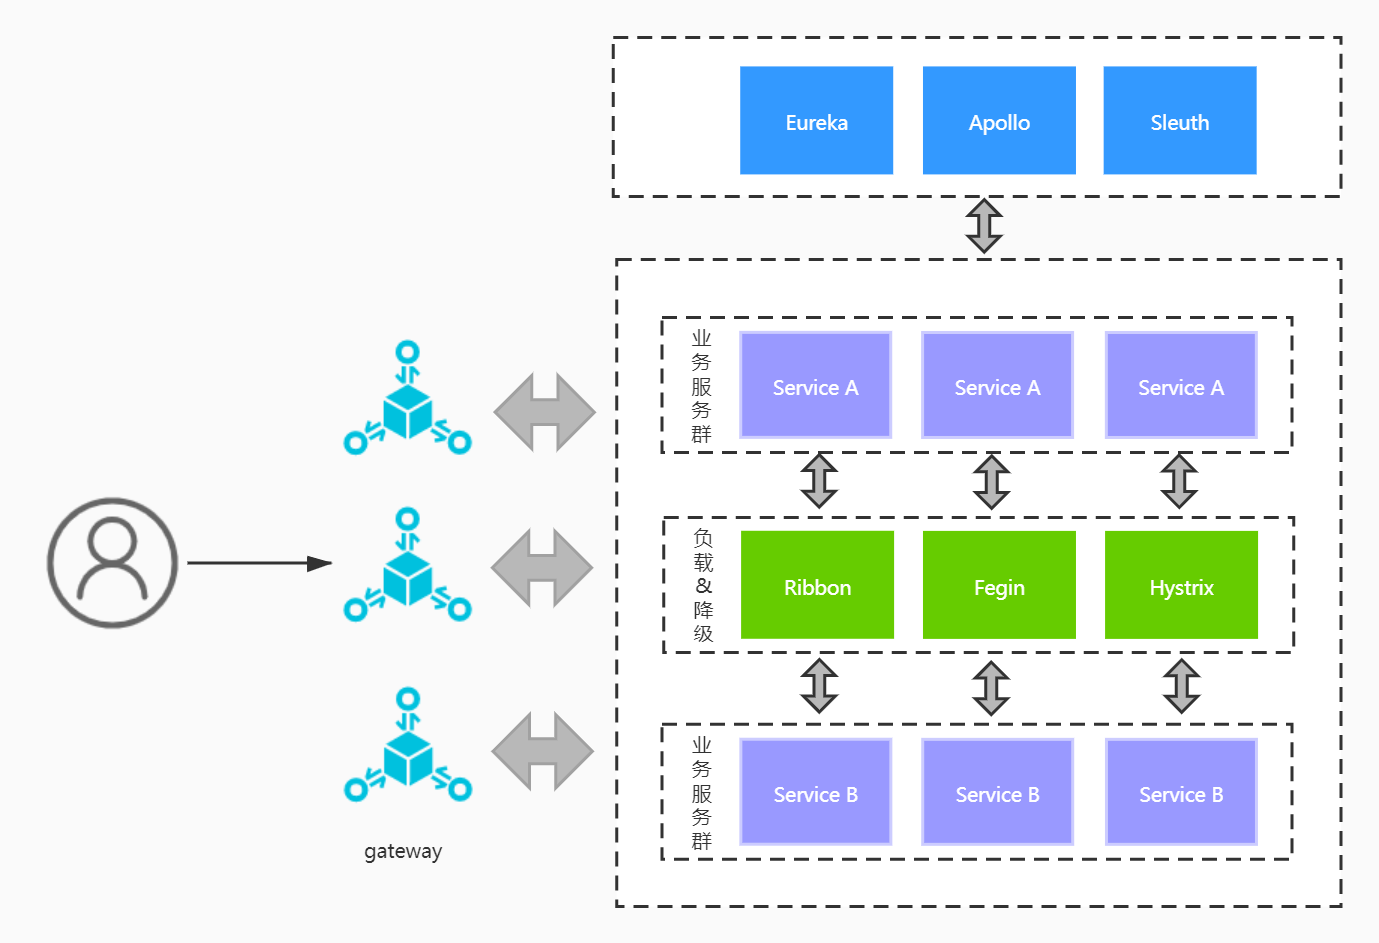 Eureka
Apollo
Sleuth
业务服务群
Service A
Service A
Service A
负载&降级
Ribbon
Fegin
Hystrix
业务服务群
Service B
Service B
Service B
gateway